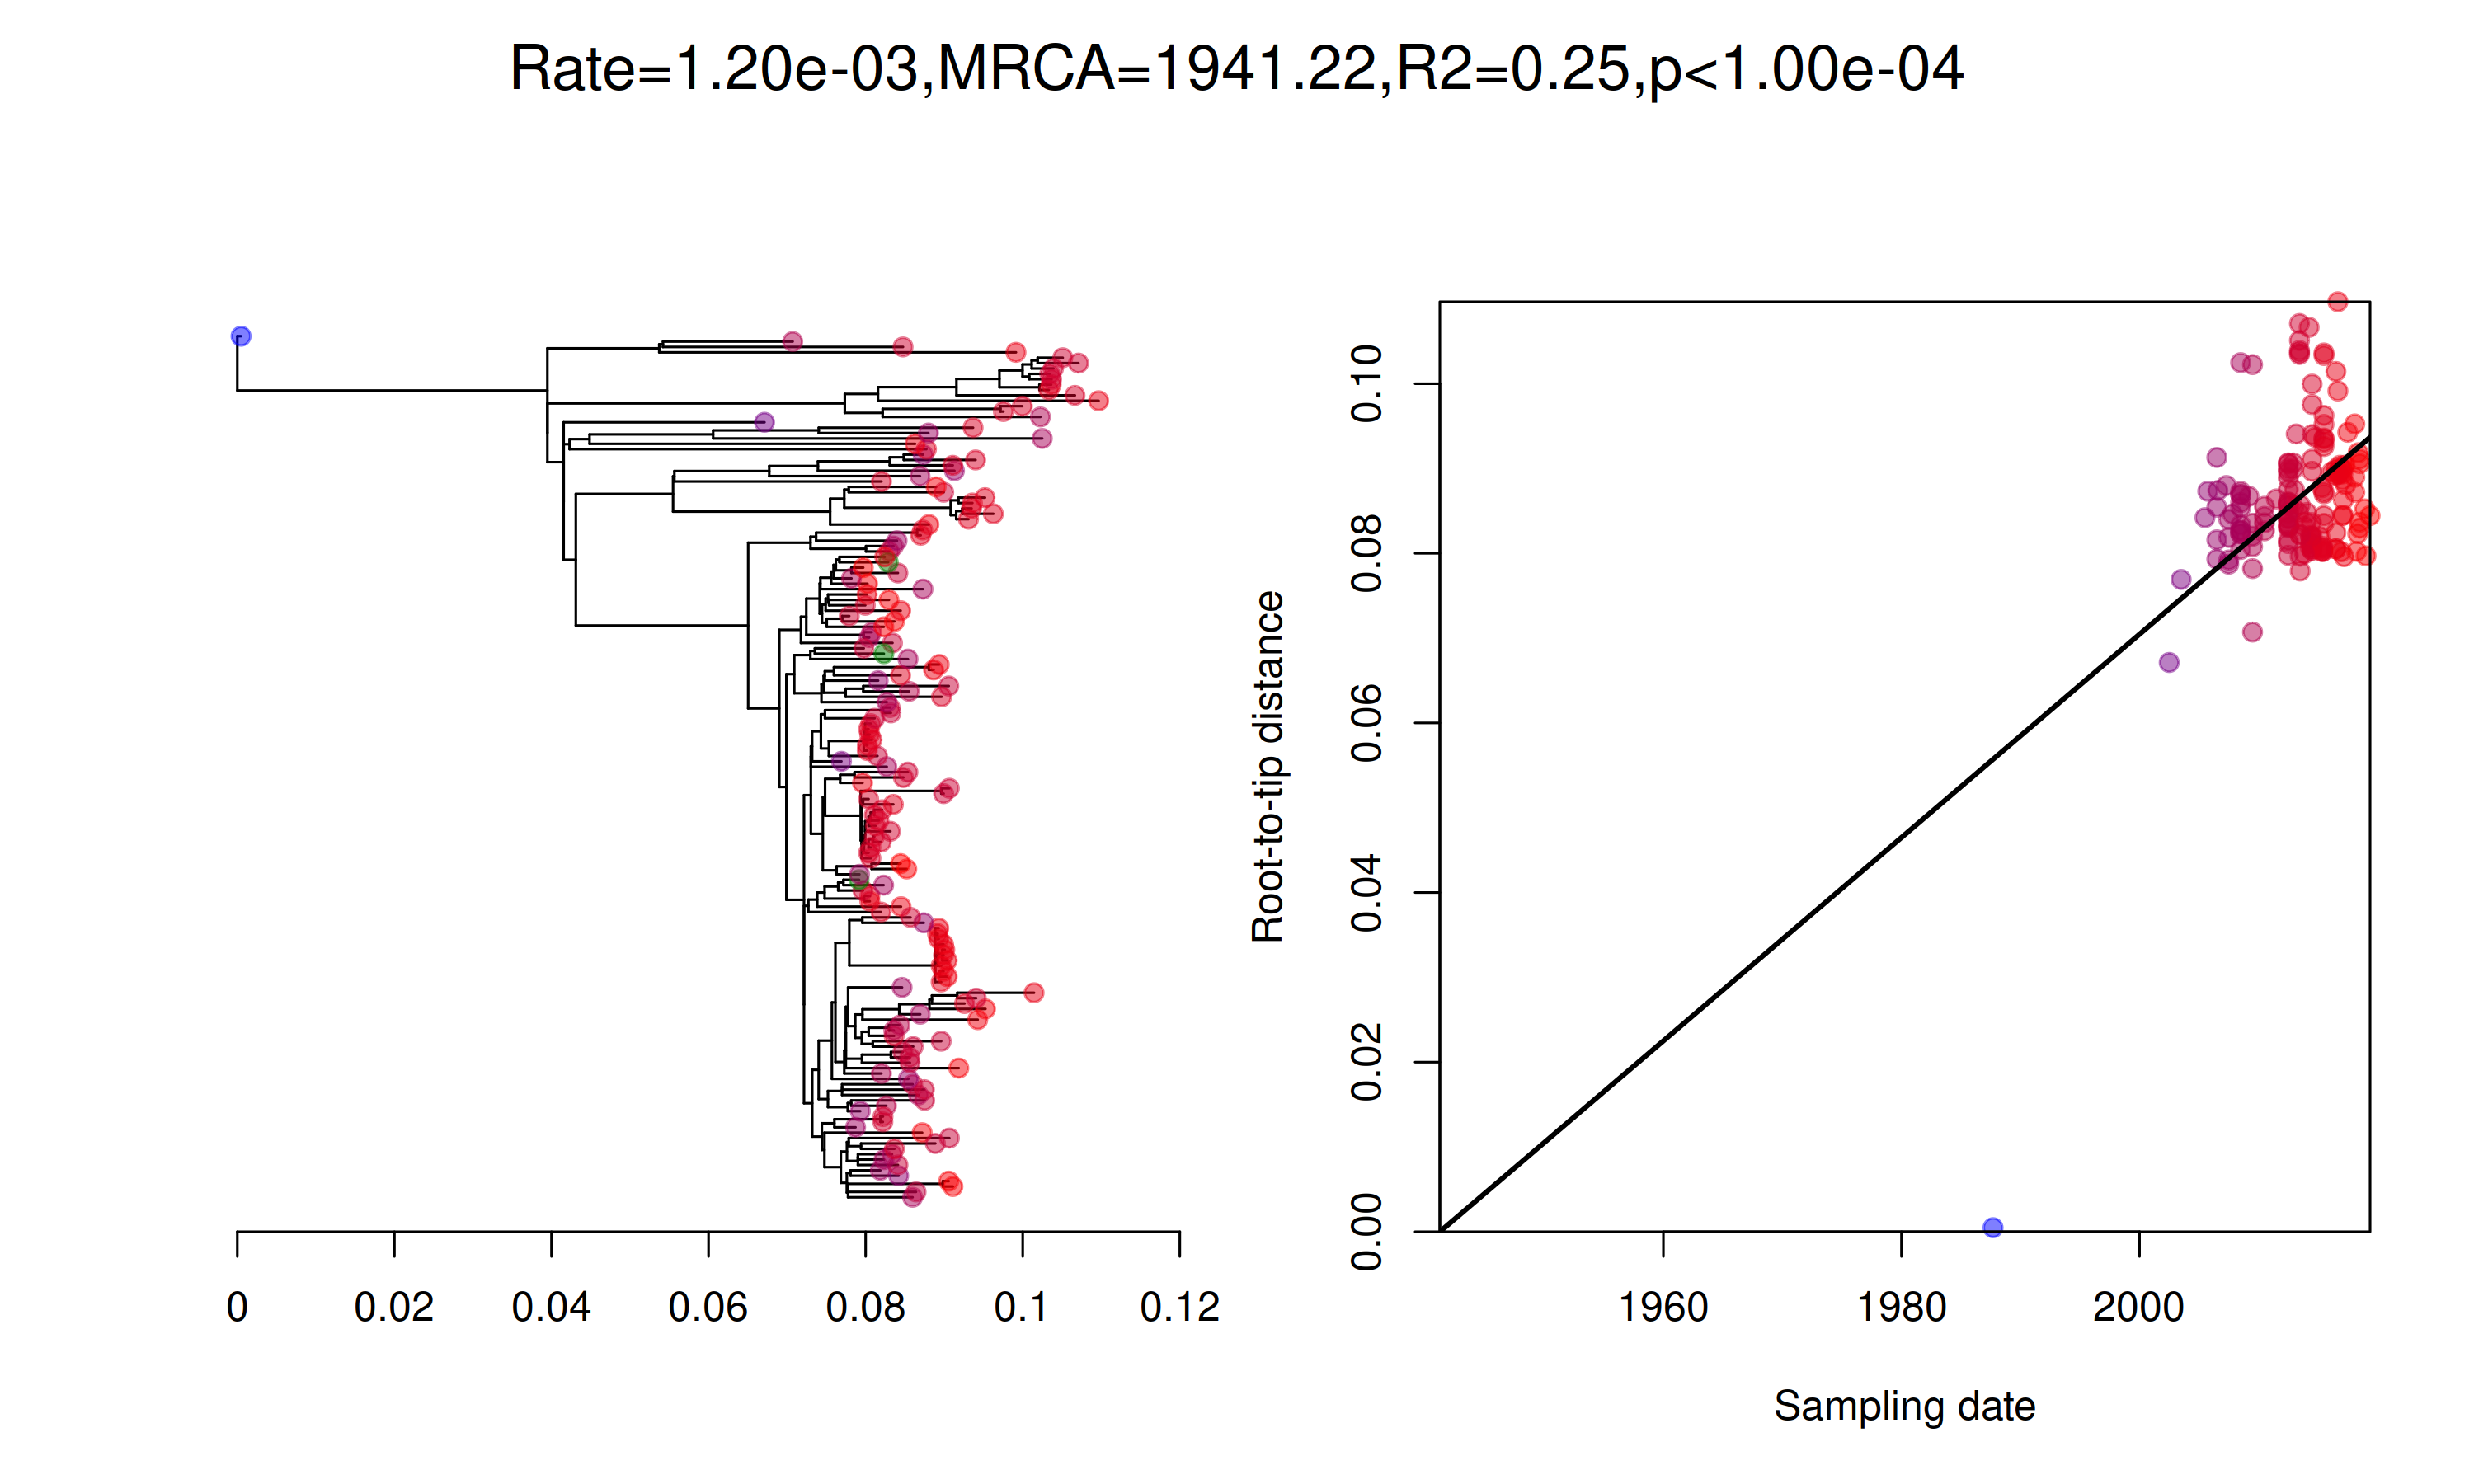 Rate=1.20e-03,MRCA=1941.22,R2=0.25,p<1.00e-04
0 0.02 0.04 0.06 0.08 0.1 0.12
Root-to-tip distance
0.00 0.02 0.04 0.06 0.08 0.10
1960 1980 2000
Sampling date